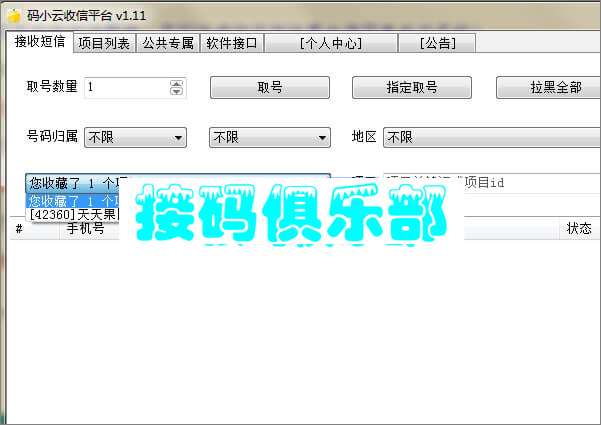 码小云收信平台 v1.11
接收短信 项目列表 公共专属 软件接口 [个人中心] [公告]
取号数量 1 取号 指定取号 拉黑全部
号码归属 不限 不限 地区 不限
您收藏了 1 个项
项目id
您收藏了 1 个项
[42360]天天果
接码俱乐部
# 手机号 状态